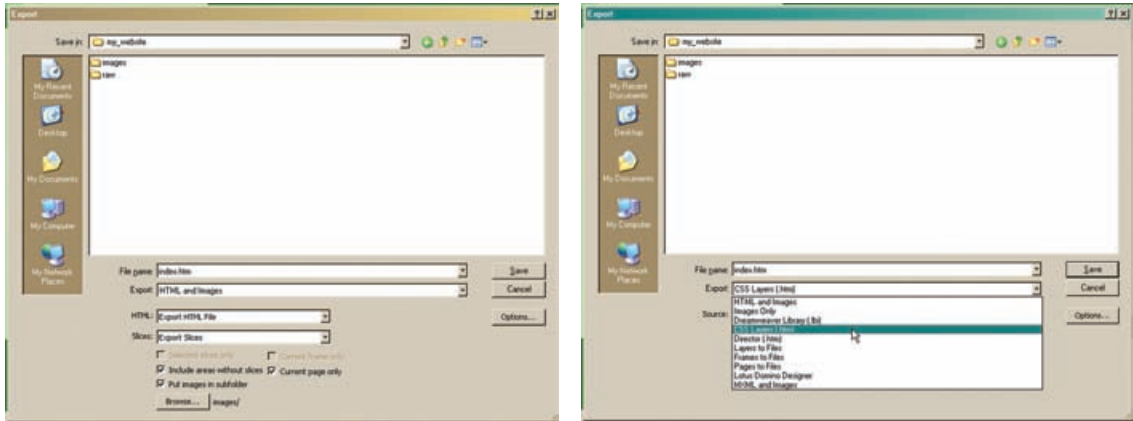 Export
Save in: my_website
images
raw
My Recent
Documents
Desktop
My Documents
My Computer
My Network
Places
File name: index.htm
Save
Export: HTML and Images
Cancel
HTML: Export HTML File
Options...
Slices: Export Slices
Selected slices only
Current frame only
Include areas without slices
Current page only
Put images in subfolder
Browse...
images/
Export
Save in: my_website
images
raw
My Recent
Documents
Desktop
My Documents
My Computer
My Network
Places
File name: index.htm
Save
Export: CSS Layers (.htm)
Cancel
HTML and Images
Images Only
Source:
Options...
Dreamweaver Library (.lbi)
CSS Layers (.htm)
Director (.htm)
Layers to Files
Frames to Files
Pages to Files
Lotus Domino Designer
MXML and Images